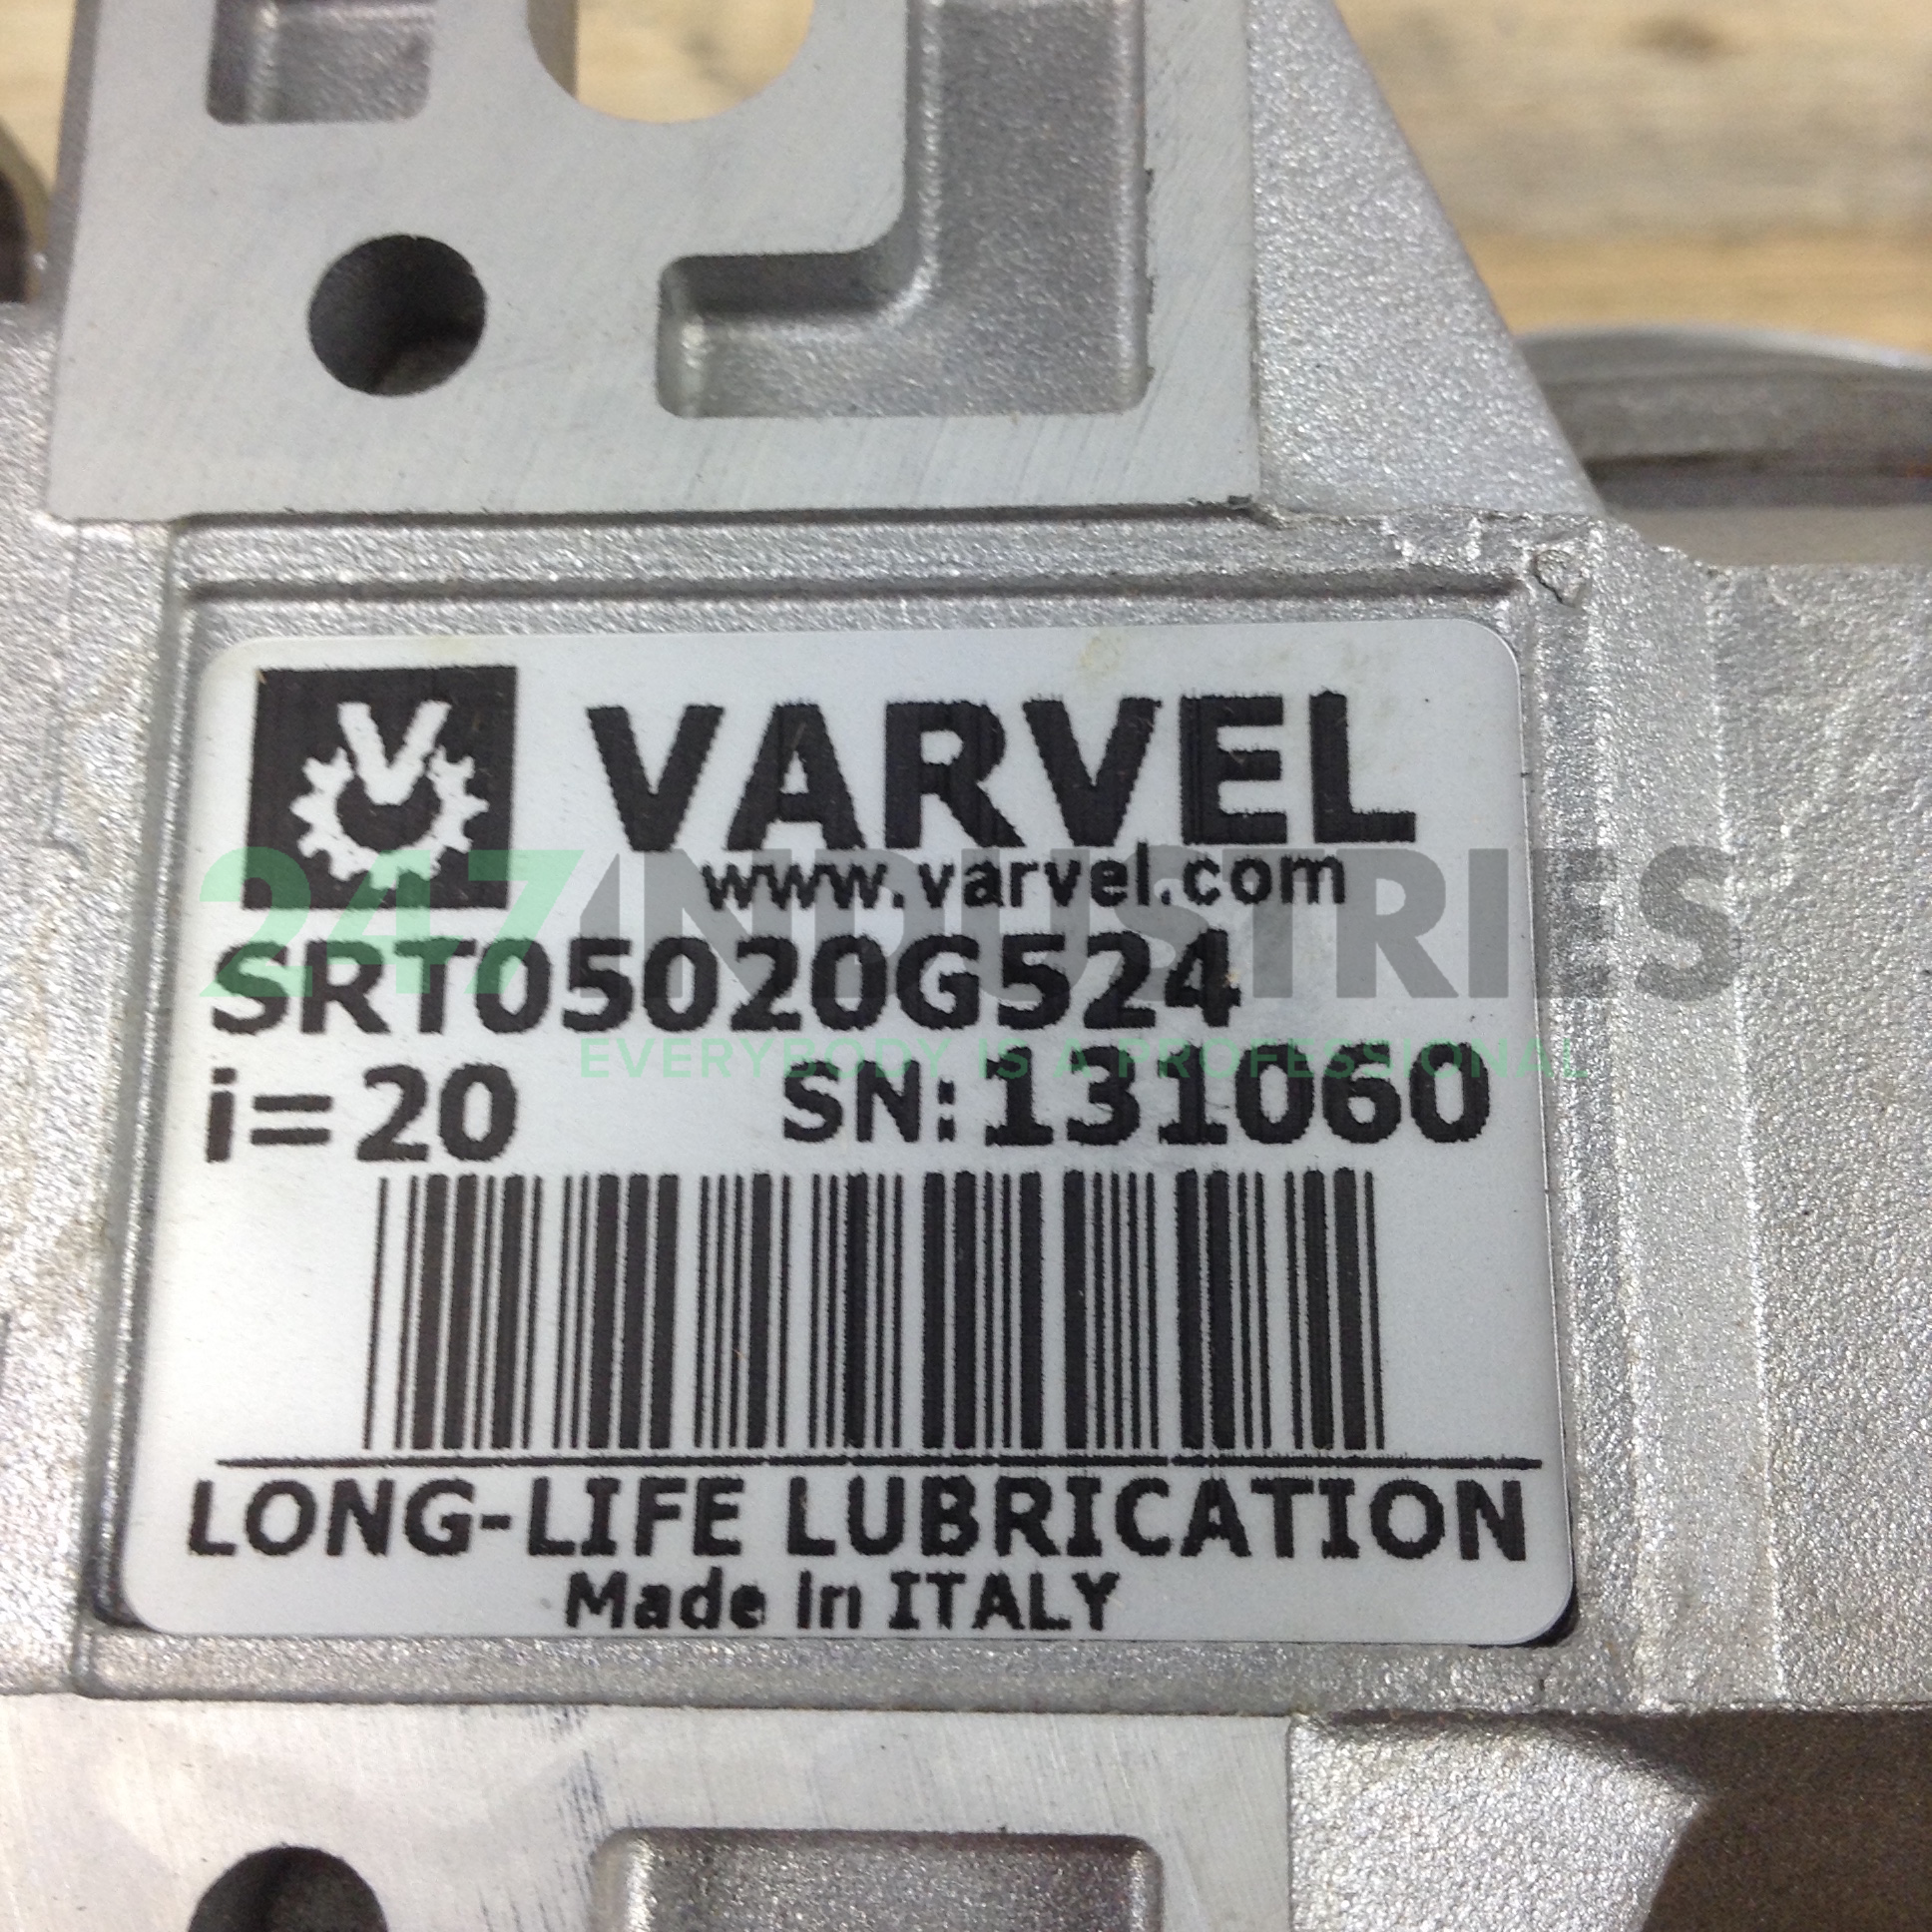 VARVEL
www.varvel.com
247INDUSTRIES
SRT05020G524
EVERYBODY IS A PROFESSIONAL
i=20 SN:131060
LONG-LIFE LUBRICATION
Made In ITALY